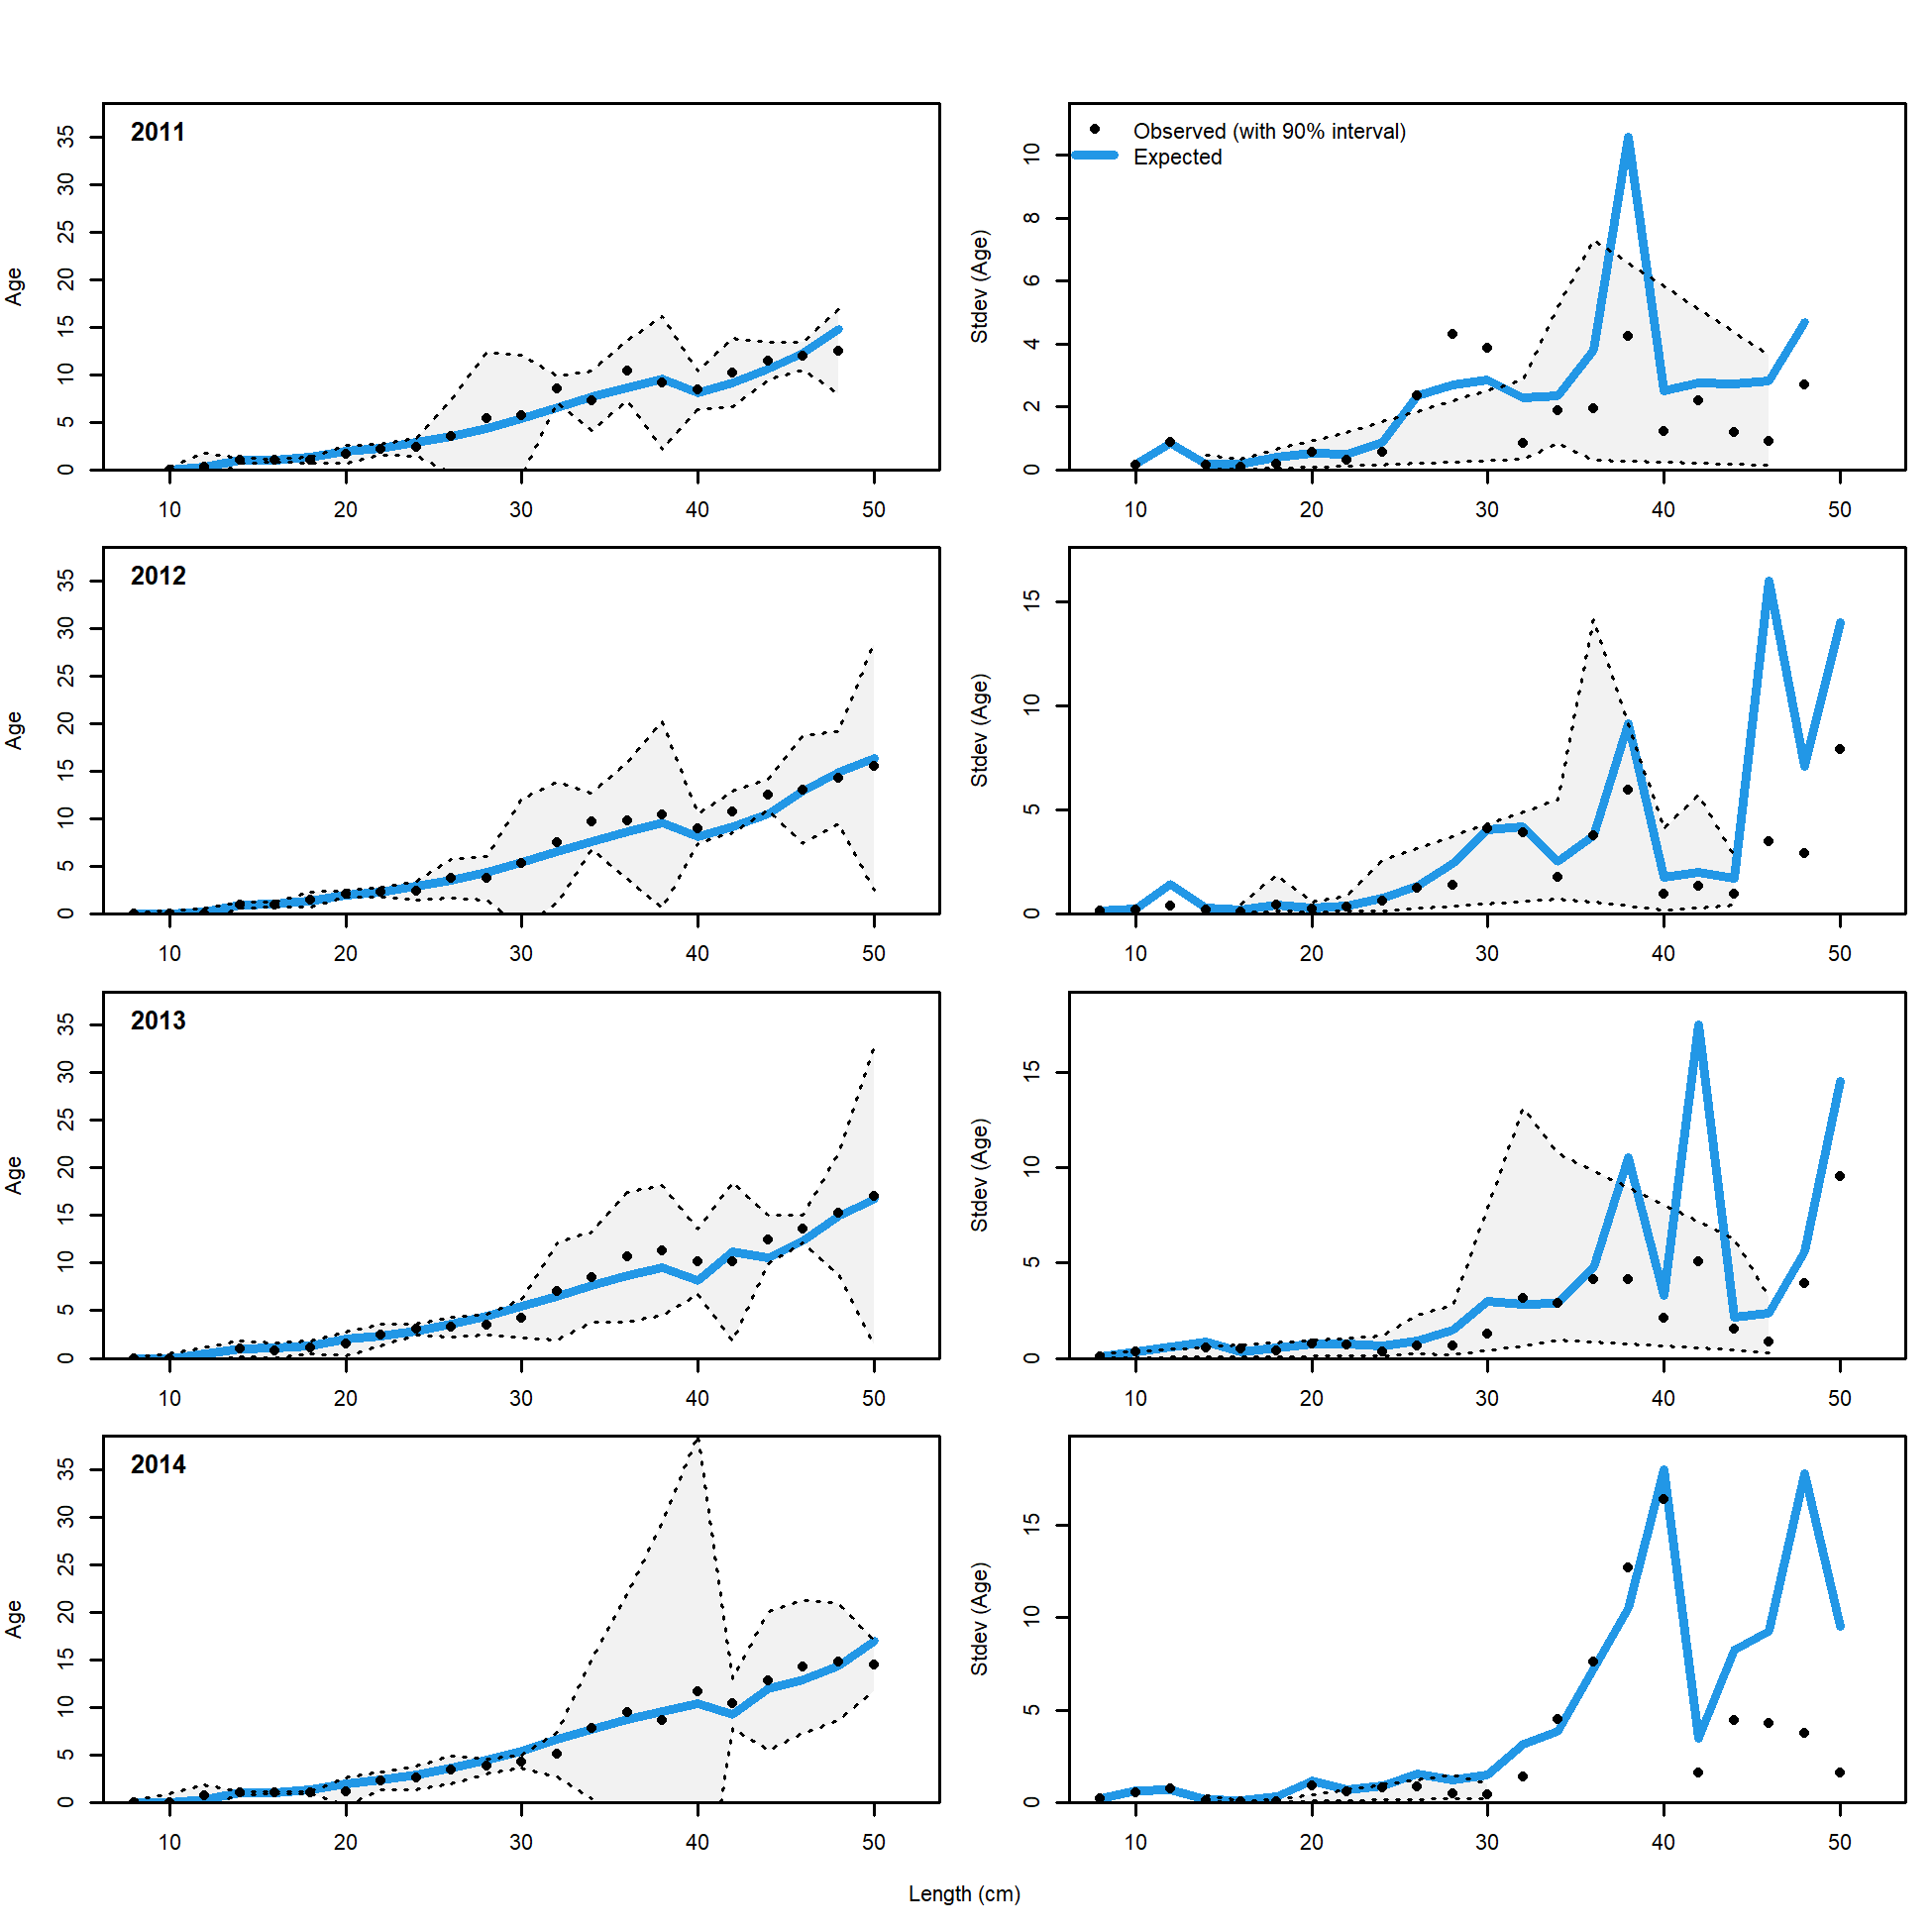 2011
Age
0 5 10 15 20 25 30 35
10 20 30 40 50
Observed (with 90% interval)
Expected
Stdev (Age)
0 2 4 6 8 10
10 20 30 40 50
2012
Age
0 5 10 15 20 25 30 35
10 20 30 40 50
Stdev (Age)
0 5 10 15
10 20 30 40 50
2013
Age
0 5 10 15 20 25 30 35
10 20 30 40 50
Stdev (Age)
0 5 10 15
10 20 30 40 50
2014
Age
0 5 10 15 20 25 30 35
10 20 30 40 50
Stdev (Age)
0 5 10 15
10 20 30 40 50
Length (cm)